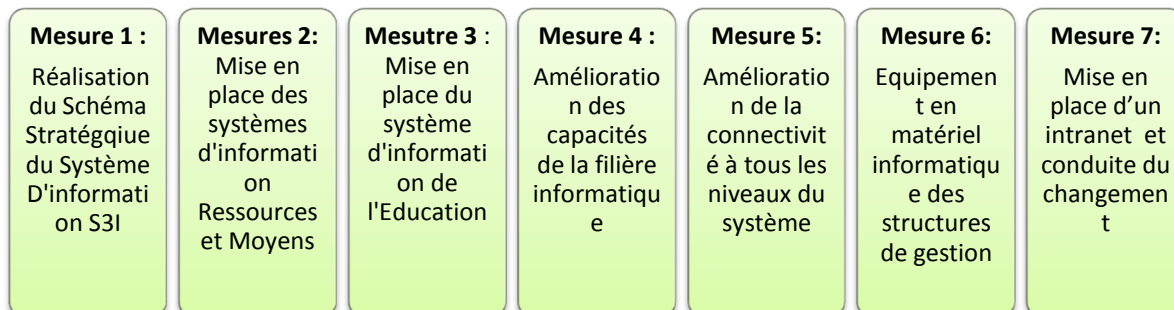 Mesure 1 :
Réalisation
du Schéma
Stratégqiue
du Système
D'informati
on S3I
Mesures 2:
Mise en
place des
systèmes
d'informati
on
Ressources
et Moyens
Mesutre 3 :
Mise en
place du
système
d'informati
on de
l'Education
Mesure 4 :
Amélioratio
n des
capacités
de la filière
informatiqu
e
Mesure 5:
Amélioratio
n de la
connectivit
é à tous les
niveaux du
système
Mesure 6:
Equipemen
t en
matériel
informatiqu
e des
structures
de gestion
Mesure 7:
Mise en
place d’un
intranet et
conduite du
changemen
t